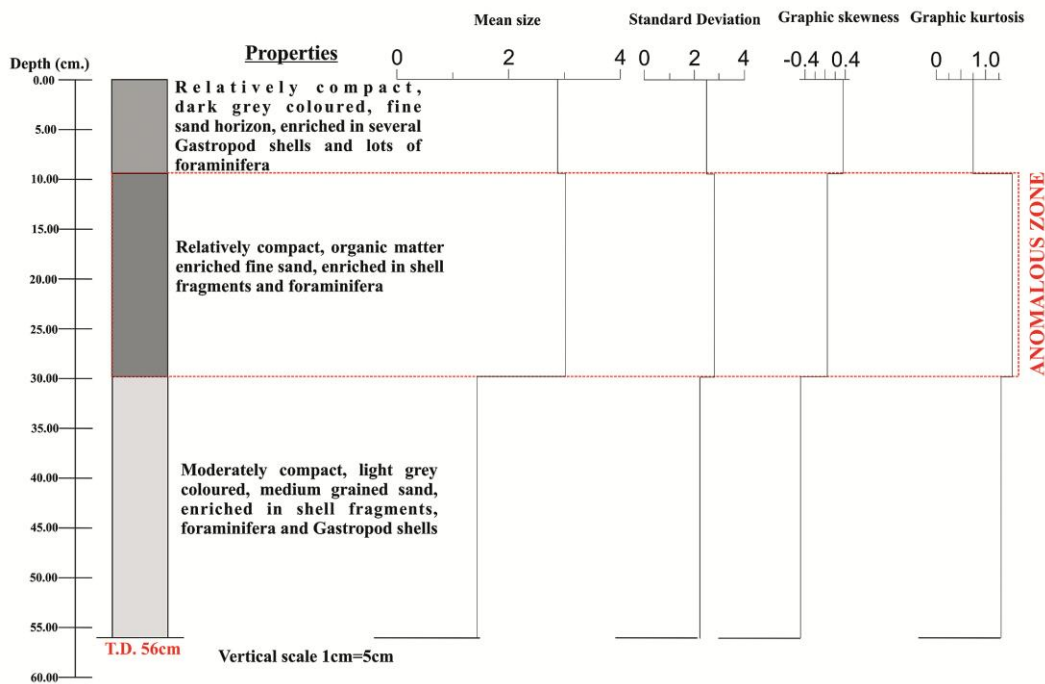 Mean size
Standard Deviation
Graphic skewness
Graphic kurtosis
Properties
Depth (cm.)
0 2 4
0 2 4
-0.4 0.4
0 1.0
0.00
5.00
10.00
15.00
20.00
25.00
30.00
35.00
40.00
45.00
50.00
55.00
60.00
Relatively compact,
dark grey coloured, fine
sand horizon, enriched in several
Gastropod shells and lots of
foraminifera
Relatively compact, organic matter
enriched fine sand, enriched in shell
fragments and foraminifera
ANOMALOUS ZONE
Moderately compact, light grey
coloured, medium grained sand,
enriched in shell fragments,
foraminifera and Gastropod shells
T.D. 56cm
Vertical scale 1cm=5cm